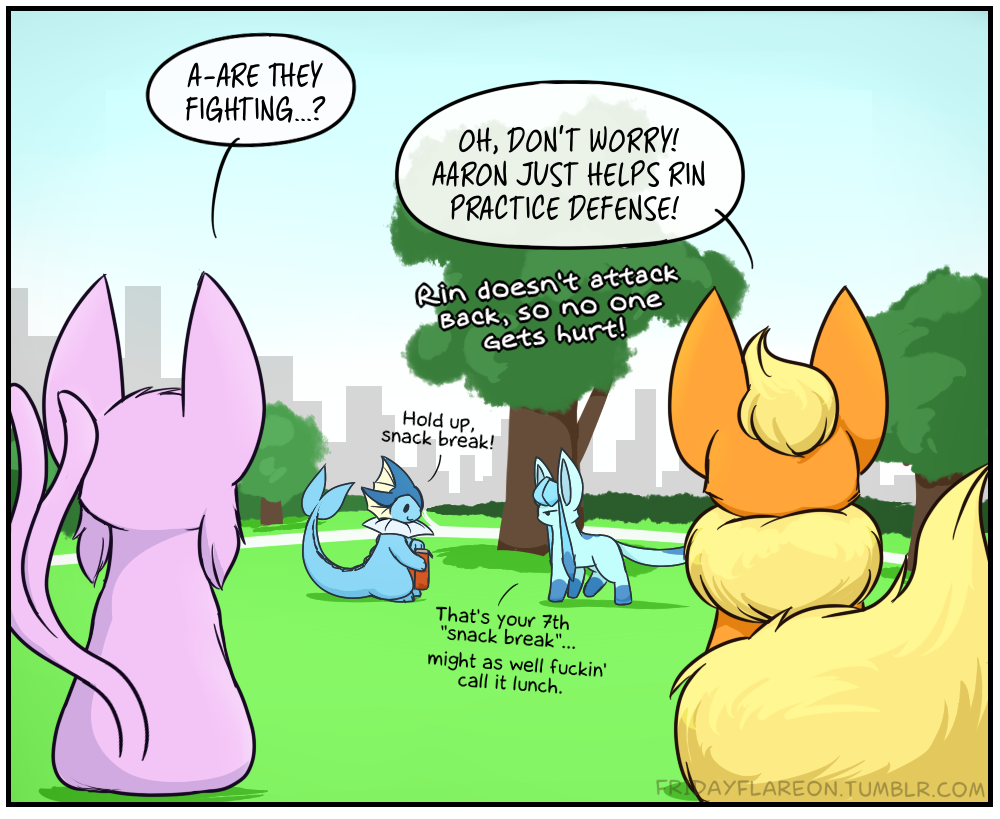 A-ARE THEY
FIGHTING...?
OH, DON'T WORRY!
AARON JUST HELPS RIN
PRACTICE DEFENSE!
Rin doesn't attack
Back, so no one
Gets hurt!
Hold up,
snack break!
That's your 7th
"snack break"...
might as well fuckin'
call it lunch.
FRIDAYFLAREON.TUMBLR.COM